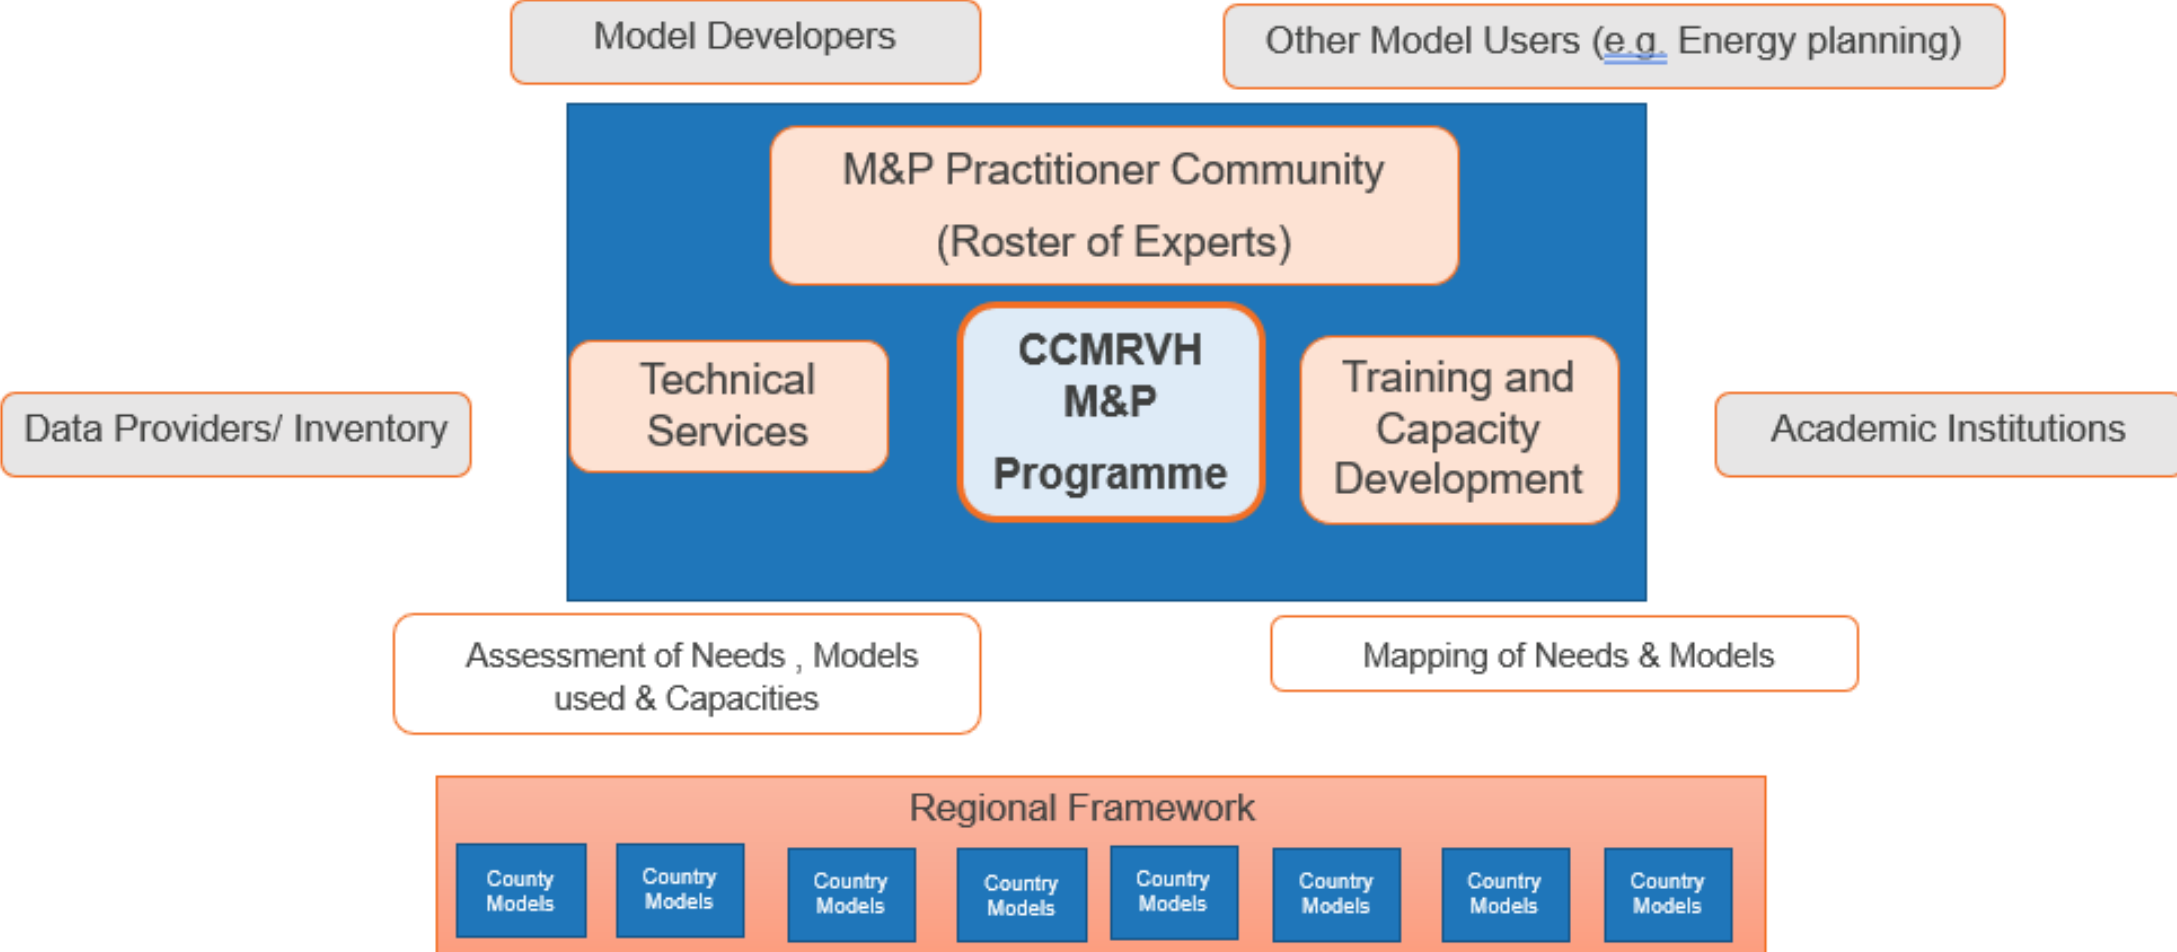 Model Developers
Other Model Users (e.g. Energy planning)
M&P Practitioner Community
(Roster of Experts)
Technical
Services
CCMRVH
M&P
Programme
Training and
Capacity
Development
Data Providers/ Inventory
Academic Institutions
Assessment of Needs , Models
used & Capacities
Mapping of Needs & Models
Regional Framework
County
Models
Country
Models
Country
Models
Country
Models
Country
Models
Country
Models
Country
Models
Country
Models